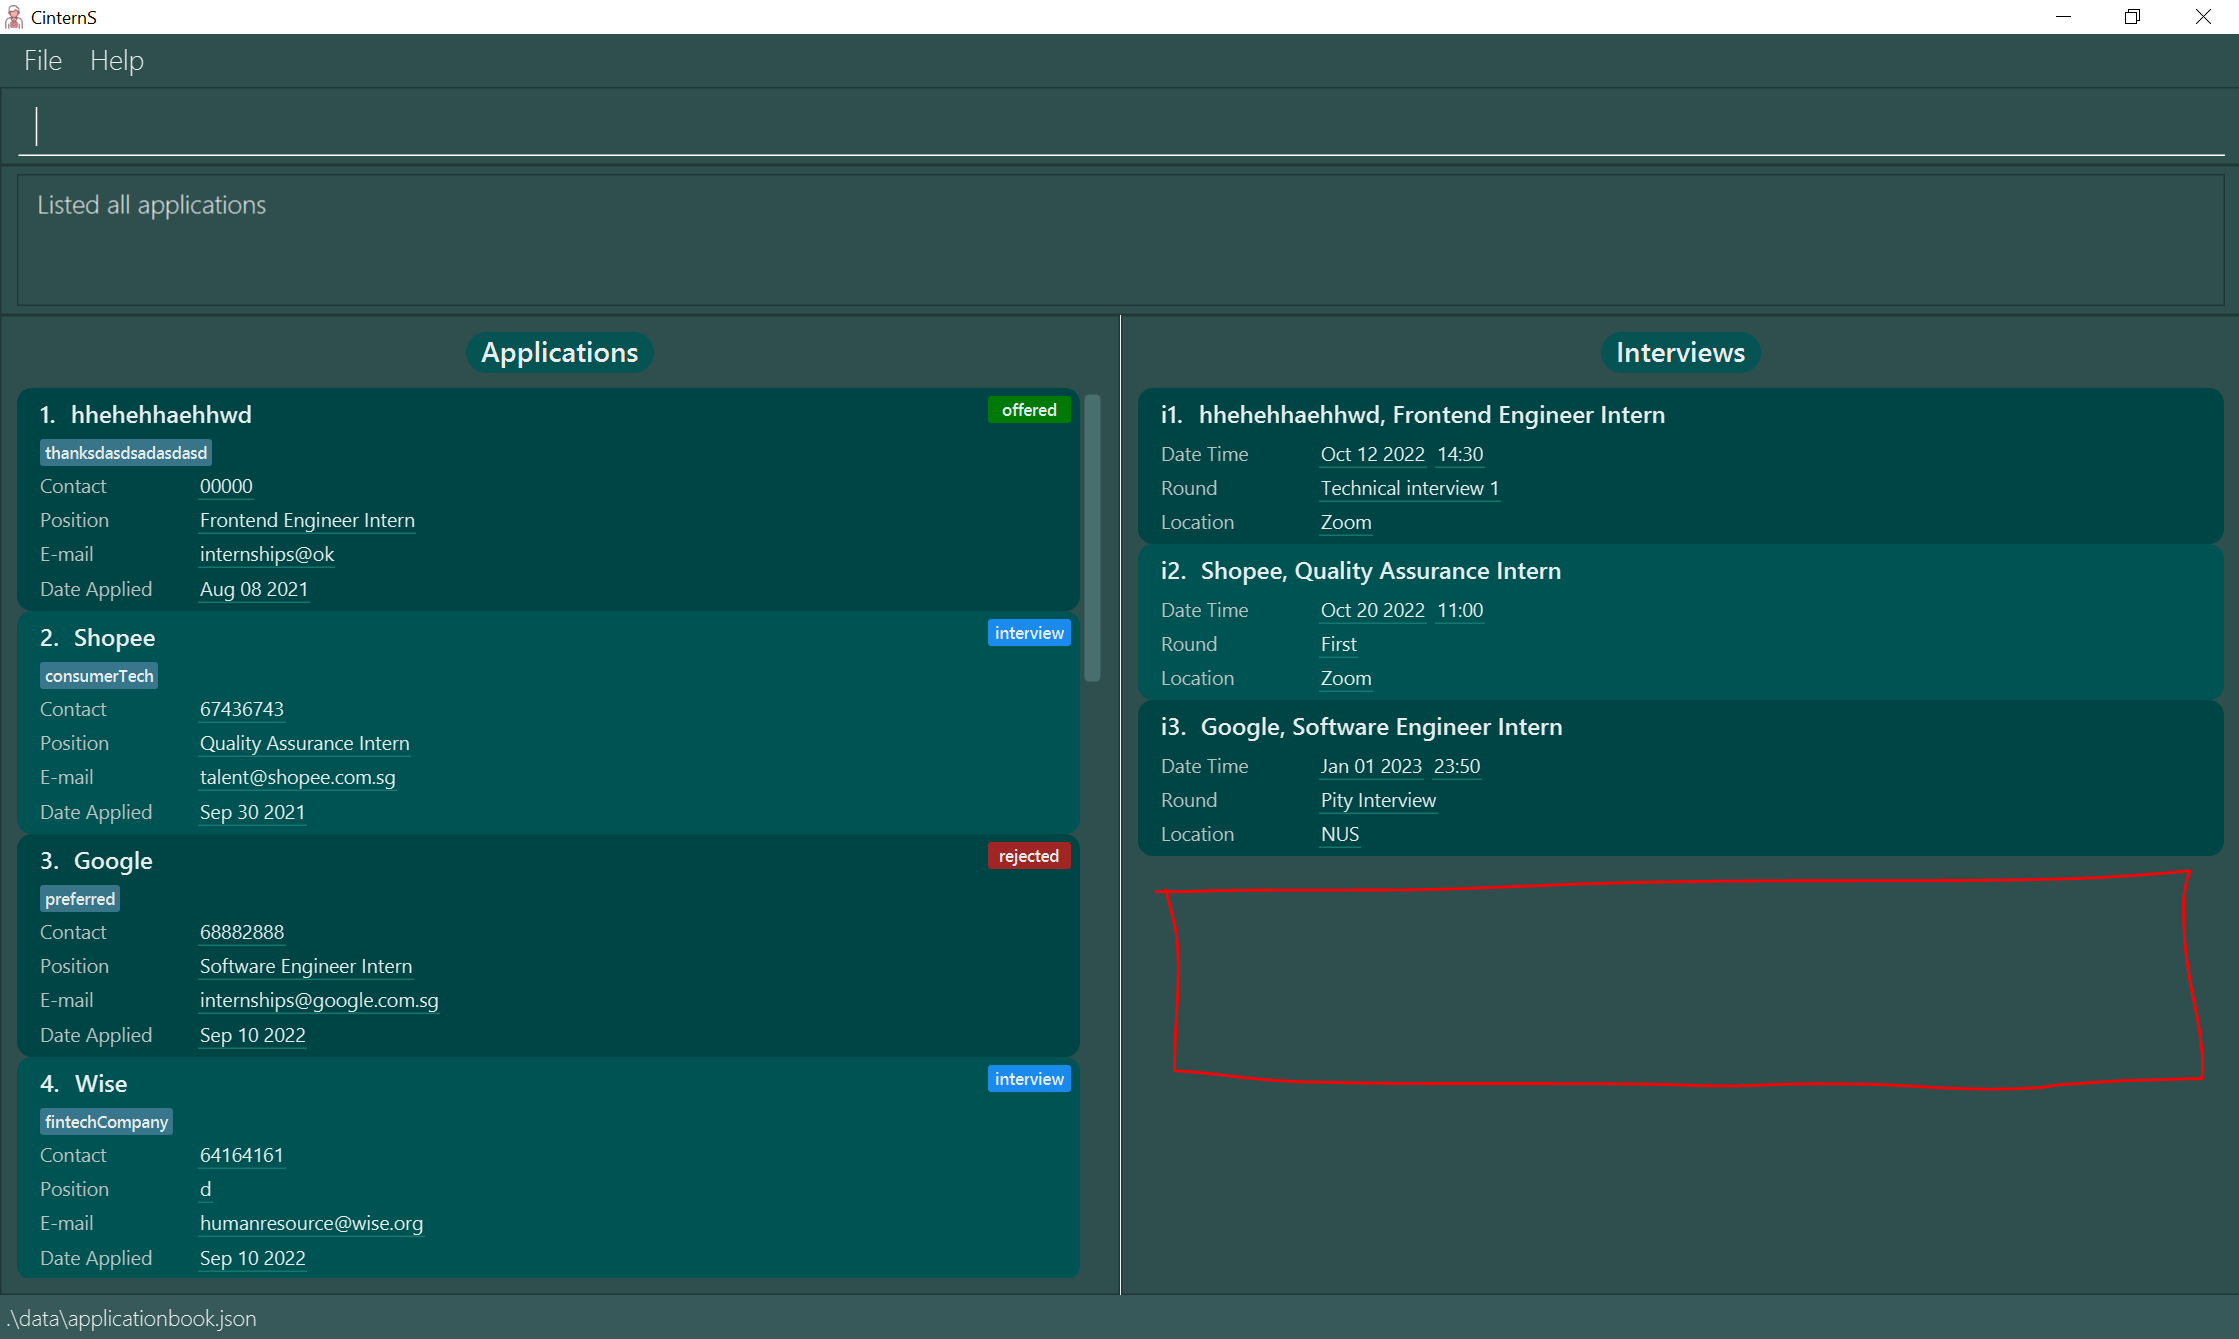 CinternS
File Help
Listed all applications
Applications
1. hhehehhaehhwd offered
thanksdasdsadasdasd
Contact 00000
Position Frontend Engineer Intern
E-mail internships@ok
Date Applied Aug 08 2021
2. Shopee interview
consumerTech
Contact 67436743
Position Quality Assurance Intern
E-mail talent@shopee.com.sg
Date Applied Sep 30 2021
3. Google rejected
preferred
Contact 68882888
Position Software Engineer Intern
E-mail internships@google.com.sg
Date Applied Sep 10 2022
4. Wise interview
fintechCompany
Contact 64164161
Position d
E-mail humanresource@wise.org
Date Applied Sep 10 2022
Interviews
i1. hhehehhaehhwd, Frontend Engineer Intern
Date Time Oct 12 2022 14:30
Round Technical interview 1
Location Zoom
i2. Shopee, Quality Assurance Intern
Date Time Oct 20 2022 11:00
Round First
Location Zoom
i3. Google, Software Engineer Intern
Date Time Jan 01 2023 23:50
Round Pity Interview
Location NUS
.\data\applicationbook.json